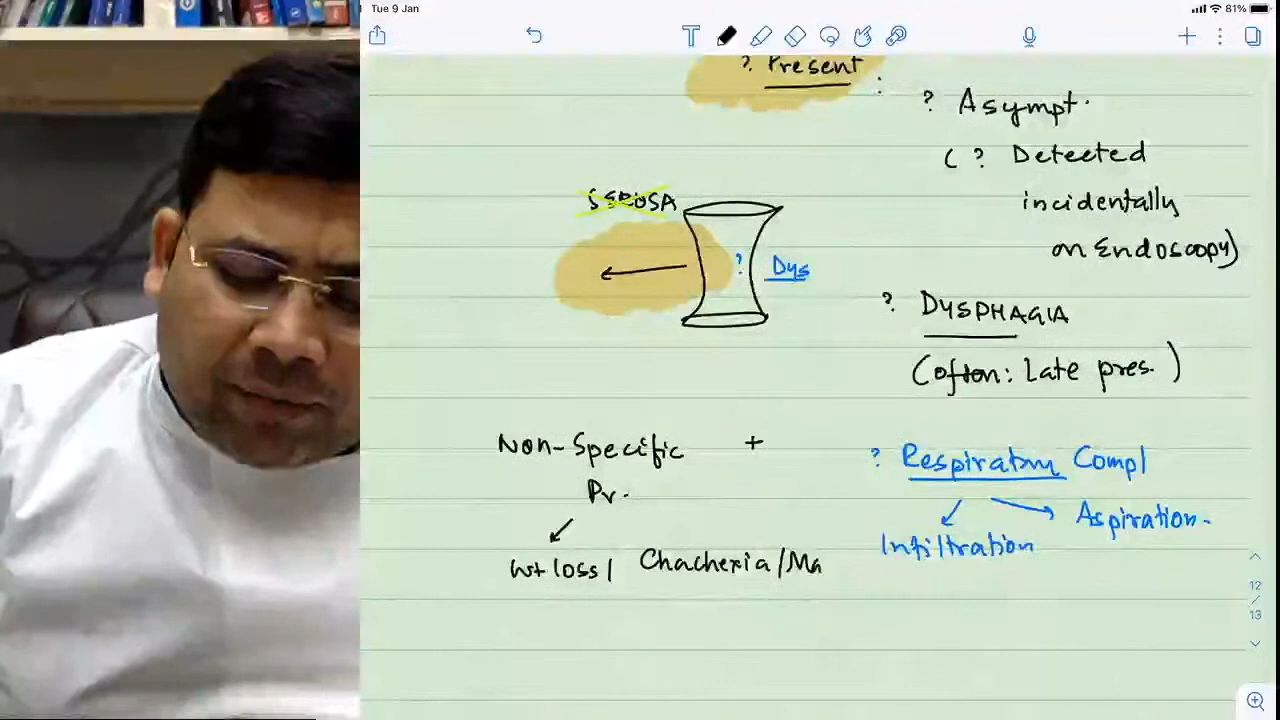 Tue 9 Jan
81%
? Present :
? Asympt.
( ? Detected
incidentally
on Endoscopy)
SEROSA
? Dys
? DYSPHAGIA
(often: Late pres.)
Non-Specific +
Pr.
wt loss / Chachexia/Ma
? Respiratory Compl
Infiltration
Aspiration.
12
/
13